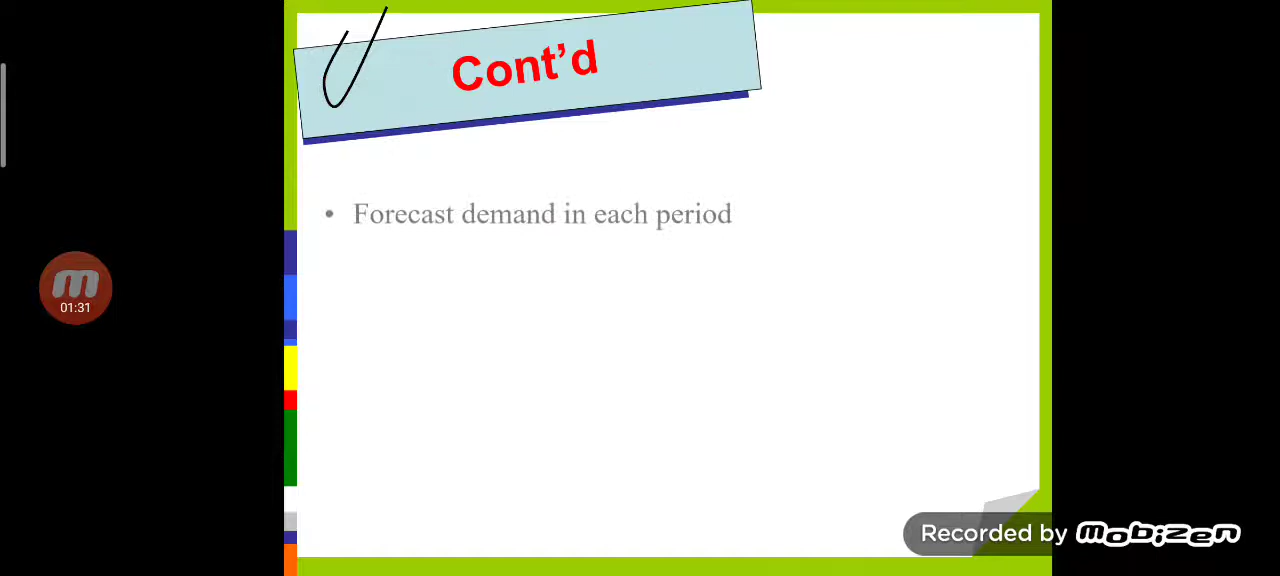 Cont’d
• Forecast demand in each period
01:31
Recorded by mobizen